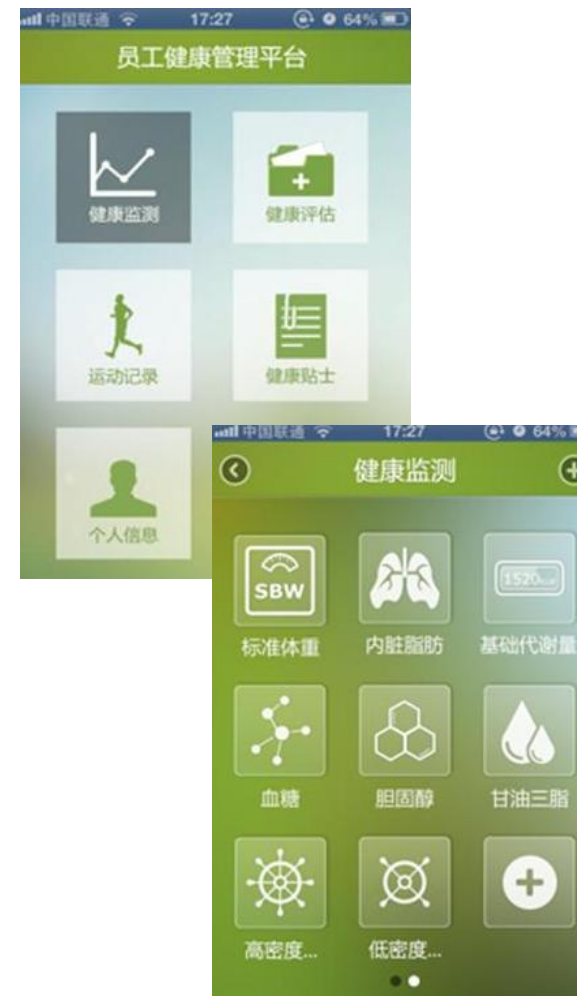 中国联通 17:27 64%
员工健康管理平台
健康监测 健康评估
运动记录 健康贴士
个人信息
中国联通 17:27 64%
健康监测
SBW 1520kcal
标准体重 内脏脂肪 基础代谢量
血糖 胆固醇 甘油三脂
高密度... 低密度...